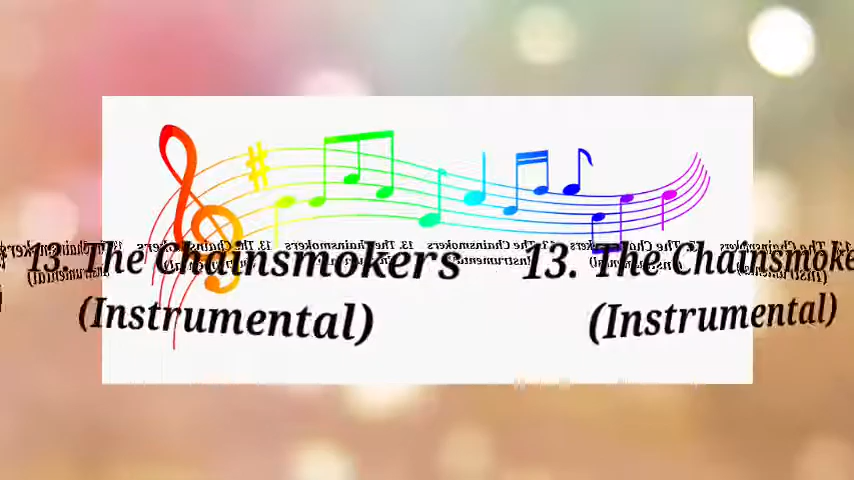 13. The Chainsmokers
(Instrumental)
13. The Chainsmoke
(Instrumental)